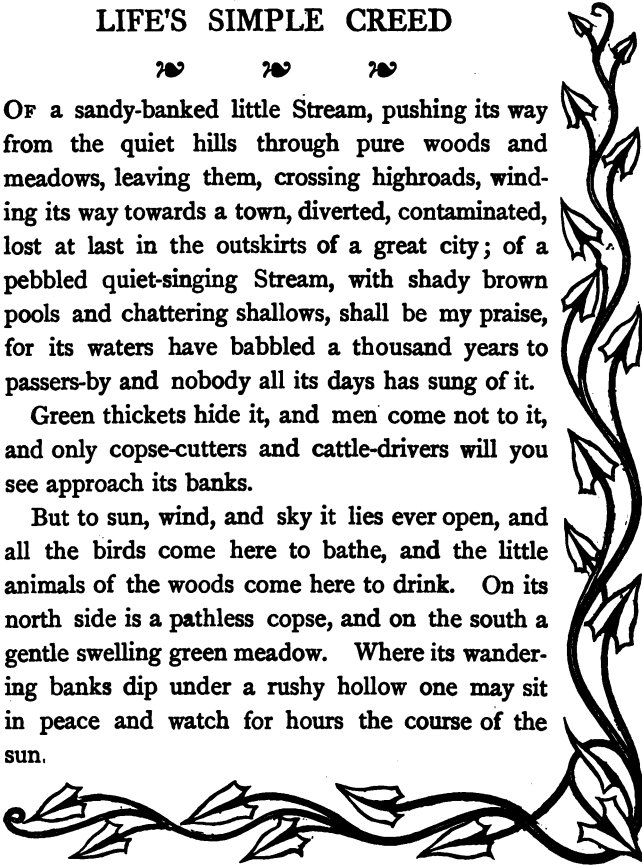 LIFE'S SIMPLE CREED
OF a sandy-banked little Stream, pushing its way
from the quiet hills through pure woods and
meadows, leaving them, crossing highroads, wind-
ing its way towards a town, diverted, contaminated,
lost at last in the outskirts of a great city; of a
pebbled quiet-singing Stream, with shady brown
pools and chattering shallows, shall be my praise,
for its waters have babbled a thousand years to
passers-by and nobody all its days has sung of it.
Green thickets hide it, and men come not to it,
and only copse-cutters and cattle-drivers will you
see approach its banks.
But to sun, wind, and sky it lies ever open, and
all the birds come here to bathe, and the little
animals of the woods come here to drink. On its
north side is a pathless copse, and on the south a
gentle swelling green meadow. Where its wander-
ing banks dip under a rushy hollow one may sit
in peace and watch for hours the course of the
sun.